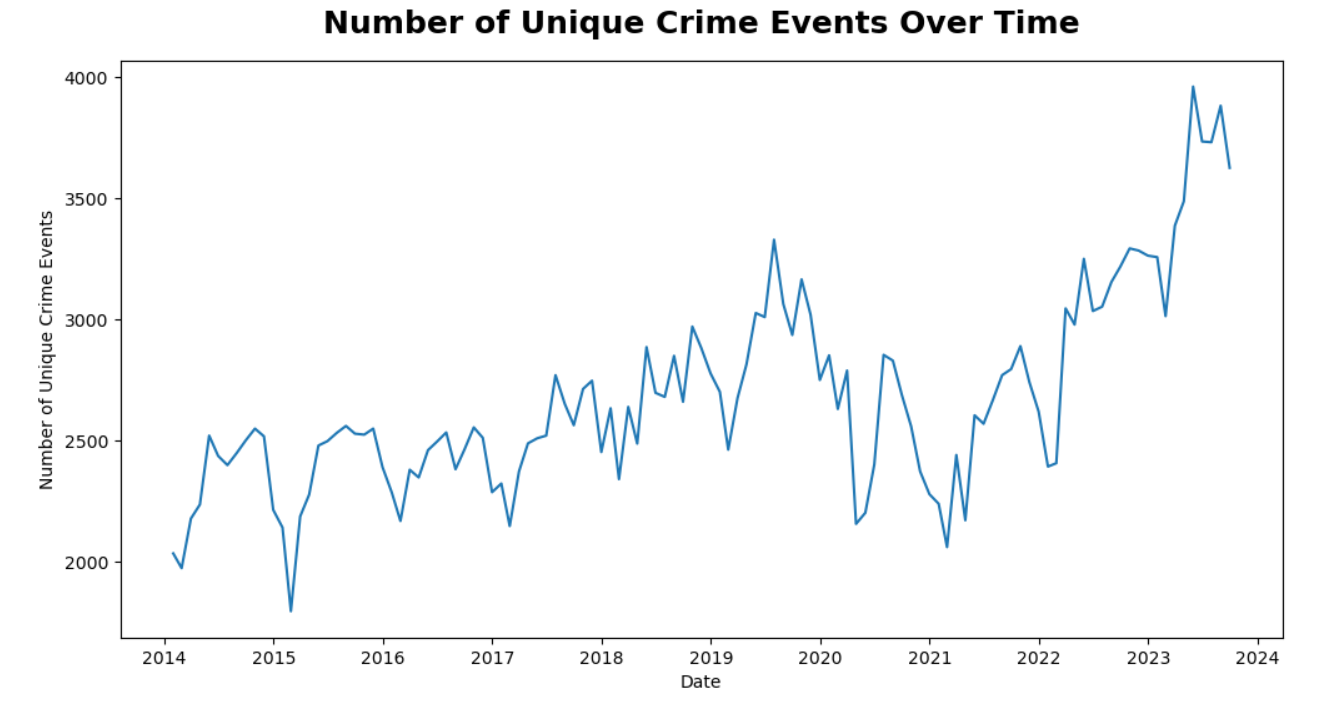 Number of Unique Crime Events Over Time
4000
3500
3000
2500
2000
Number of Unique Crime Events
2014 2015 2016 2017 2018 2019 2020 2021 2022 2023 2024
Date